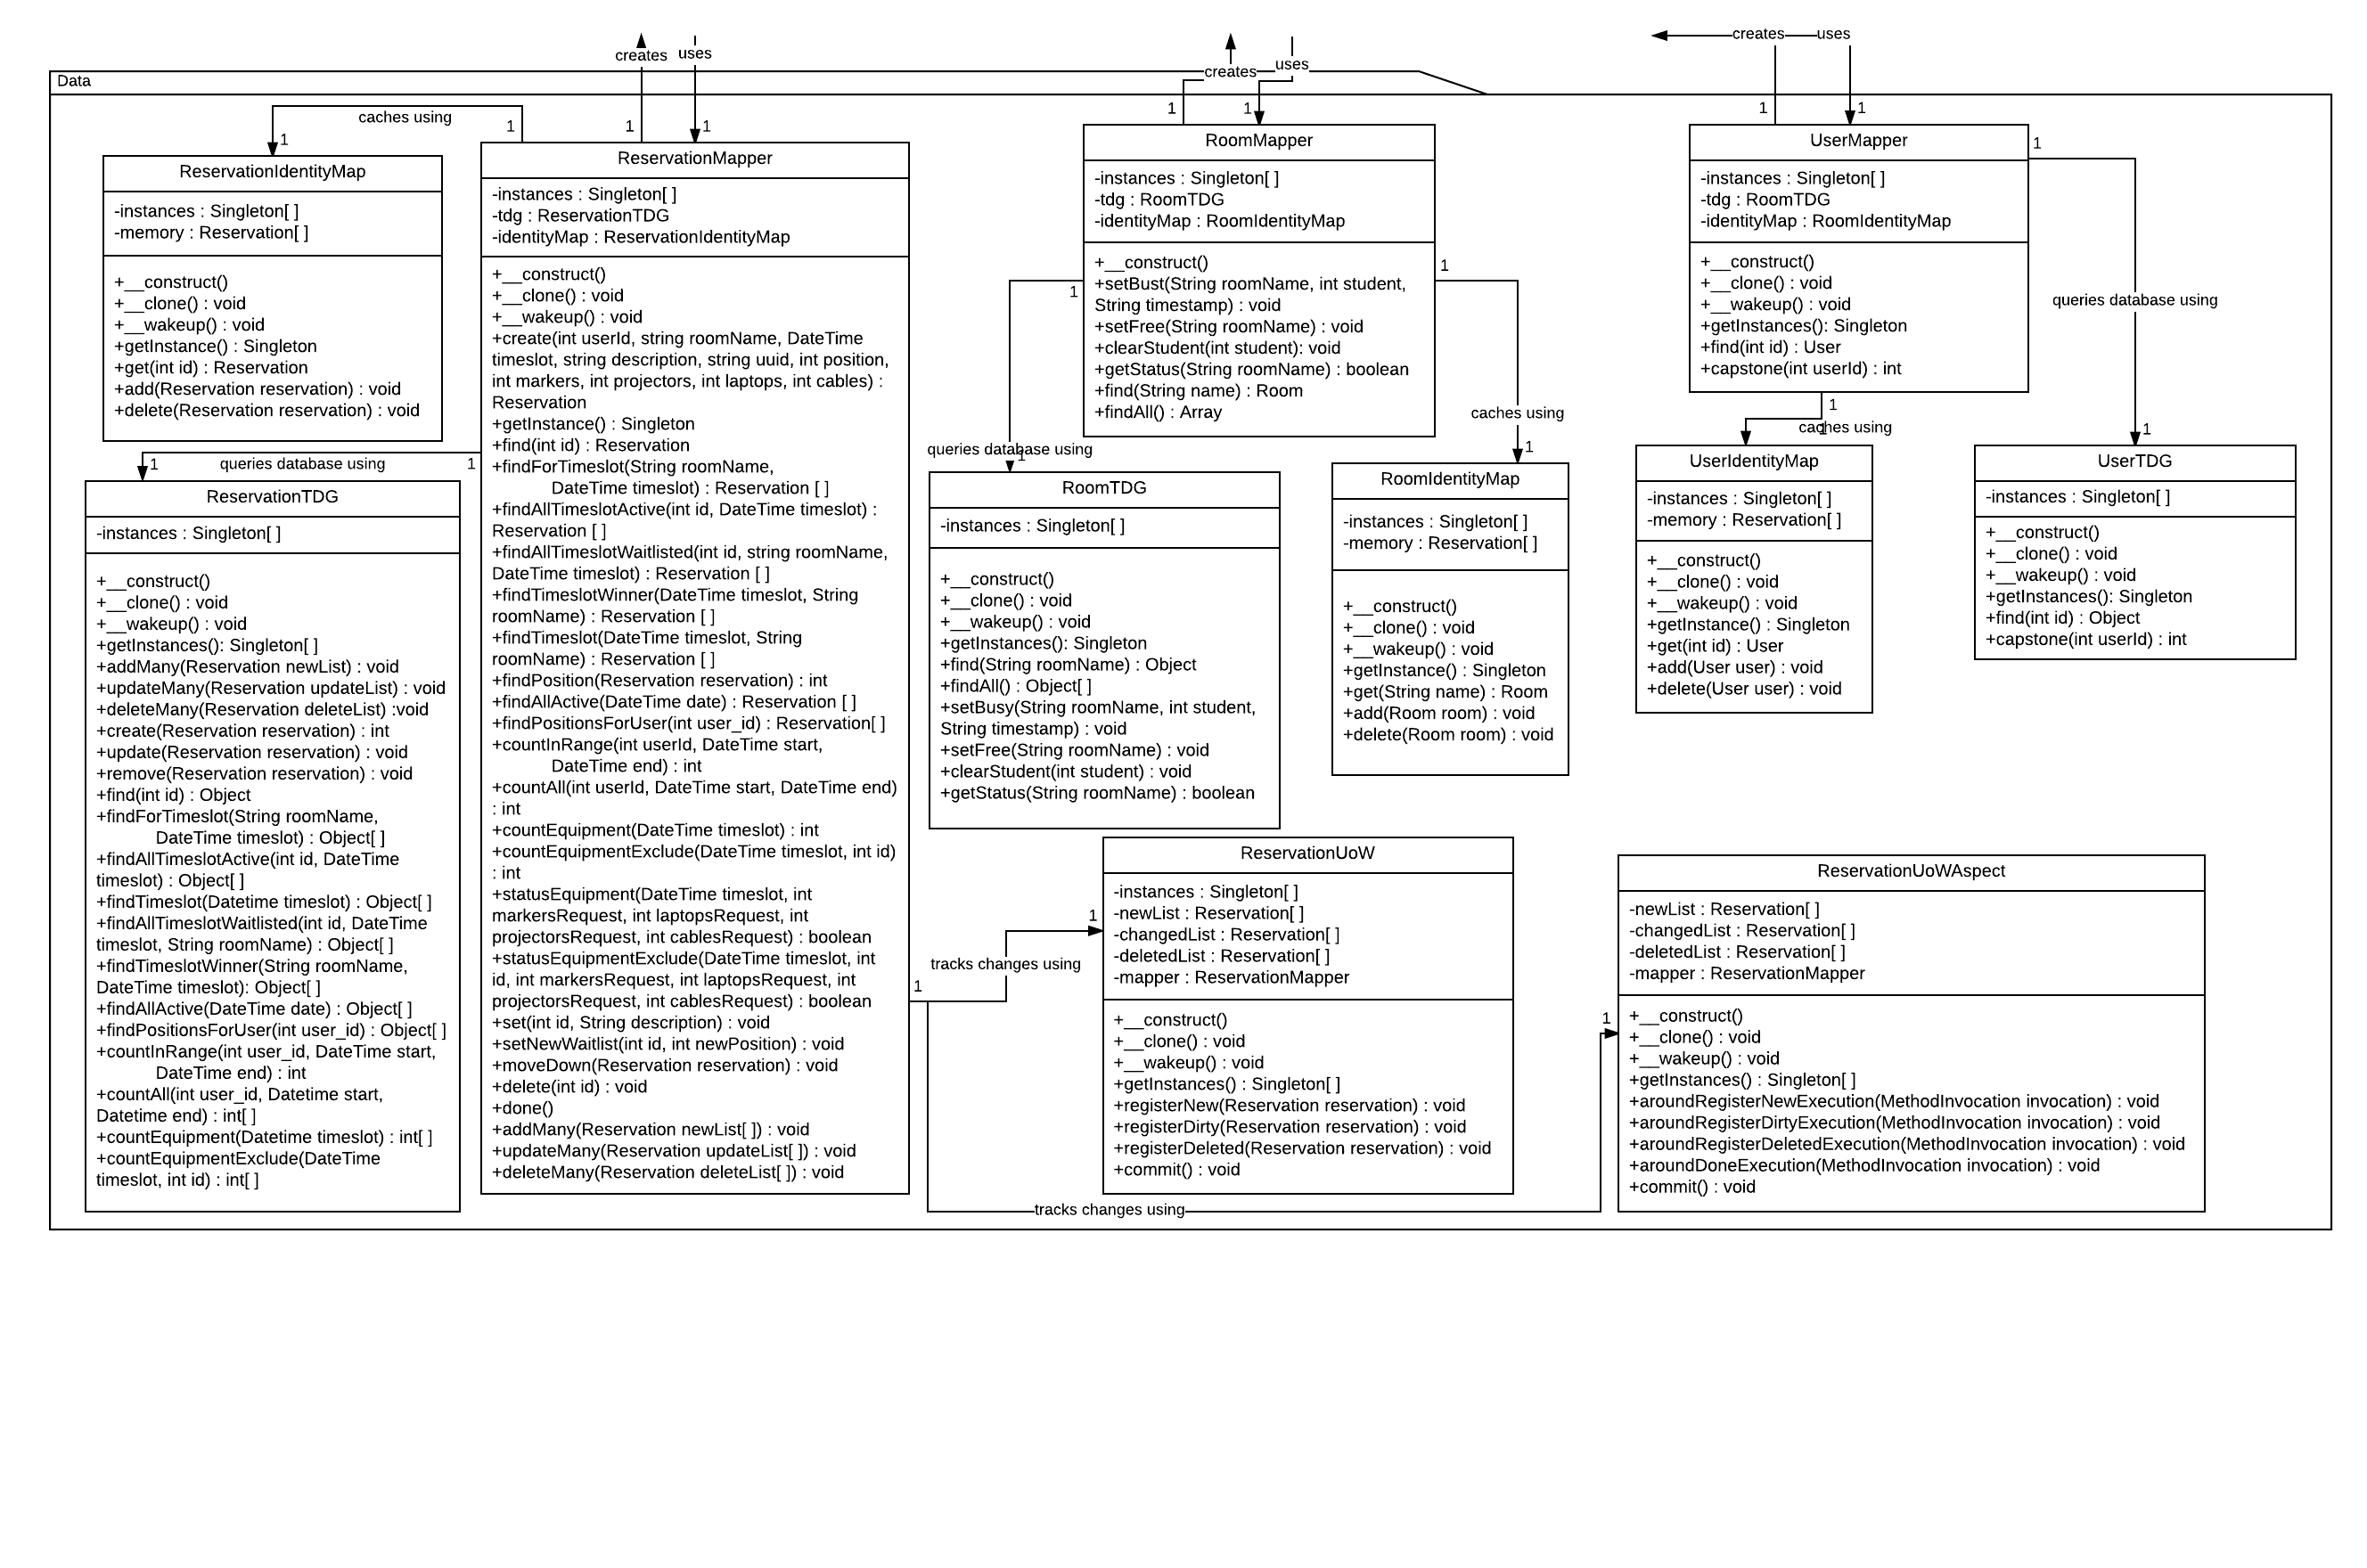 creates
uses
creates
uses
creates
uses
Data
caches using
1
1
1
1
1
1
1
1
ReservationIdentityMap
-instances : Singleton[ ]
-memory : Reservation[ ]
+__construct()
+__clone() : void
+__wakeup() : void
+getInstance() : Singleton
+get(int id) : Reservation
+add(Reservation reservation) : void
+delete(Reservation reservation) : void
queries database using
1
1
ReservationTDG
-instances : Singleton[ ]
+__construct()
+__clone() : void
+__wakeup() : void
+getInstances(): Singleton[ ]
+addMany(Reservation newList) : void
+updateMany(Reservation updateList) : void
+deleteMany(Reservation deleteList) :void
+create(Reservation reservation) : int
+update(Reservation reservation) : void
+remove(Reservation reservation) : void
+find(int id) : Object
+findForTimeslot(String roomName,
DateTime timeslot) : Object[ ]
+findAllTimeslotActive(int id, DateTime
timeslot) : Object[ ]
+findTimeslot(Datetime timeslot) : Object[ ]
+findAllTimeslotWaitlisted(int id, DateTime
timeslot, String roomName) : Object[ ]
+findTimeslotWinner(String roomName,
DateTime timeslot): Object[ ]
+findAllActive(DateTime date) : Object[ ]
+findPositionsForUser(int user_id) : Object[ ]
+countInRange(int user_id, DateTime start,
DateTime end) : int
+countAll(int user_id, Datetime start,
Datetime end) : int[ ]
+countEquipment(Datetime timeslot) : int[ ]
+countEquipmentExclude(DateTime
timeslot, int id) : int[ ]
ReservationMapper
-instances : Singleton[ ]
-tdg : ReservationTDG
-identityMap : ReservationIdentityMap
+__construct()
+__clone() : void
+__wakeup() : void
+create(int userId, string roomName, DateTime
timeslot, string description, string uuid, int position,
int markers, int projectors, int laptops, int cables) :
Reservation
+getInstance() : Singleton
+find(int id) : Reservation
+findForTimeslot(String roomName,
DateTime timeslot) : Reservation [ ]
+findAllTimeslotActive(int id, DateTime timeslot) :
Reservation [ ]
+findAllTimeslotWaitlisted(int id, string roomName,
DateTime timeslot) : Reservation [ ]
+findTimeslotWinner(DateTime timeslot, String
roomName) : Reservation [ ]
+findTimeslot(DateTime timeslot, String
roomName) : Reservation [ ]
+findPosition(Reservation reservation) : int
+findAllActive(DateTime date) : Reservation [ ]
+findPositionsForUser(int user_id) : Reservation[ ]
+countInRange(int userId, DateTime start,
DateTime end) : int
+countAll(int userId, DateTime start, DateTime end)
: int
+countEquipment(DateTime timeslot) : int
+countEquipmentExclude(DateTime timeslot, int id)
: int
+statusEquipment(DateTime timeslot, int
markersRequest, int laptopsRequest, int
projectorsRequest, int cablesRequest) : boolean
+statusEquipmentExclude(DateTime timeslot, int
id, int markersRequest, int laptopsRequest, int
projectorsRequest, int cablesRequest) : boolean
+set(int id, String description) : void
+setNewWaitlist(int id, int newPosition) : void
+moveDown(Reservation reservation) : void
+delete(int id) : void
+done()
+addMany(Reservation newList[ ]) : void
+updateMany(Reservation updateList[ ]) : void
+deleteMany(Reservation deleteList[ ]) : void
RoomMapper
-instances : Singleton[ ]
-tdg : RoomTDG
-identityMap : RoomIdentityMap
+__construct()
+setBust(String roomName, int student,
String timestamp) : void
+setFree(String roomName) : void
+clearStudent(int student): void
+getStatus(String roomName) : boolean
+find(String name) : Room
+findAll() : Array
1
1
queries database using
1
caches using
1
RoomTDG
-instances : Singleton[ ]
+__construct()
+__clone() : void
+__wakeup() : void
+getInstances(): Singleton
+find(String roomName) : Object
+findAll() : Object[ ]
+setBusy(String roomName, int student,
String timestamp) : void
+setFree(String roomName) : void
+clearStudent(int student) : void
+getStatus(String roomName) : boolean
RoomIdentityMap
-instances : Singleton[ ]
-memory : Reservation[ ]
+__construct()
+__clone() : void
+__wakeup() : void
+getInstance() : Singleton
+get(String name) : Room
+add(Room room) : void
+delete(Room room) : void
UserMapper
-instances : Singleton[ ]
-tdg : RoomTDG
-identityMap : RoomIdentityMap
+__construct()
+__clone() : void
+__wakeup() : void
+getInstances(): Singleton
+find(int id) : User
+capstone(int userId) : int
1
queries database using
1
1
caches using
1
UserIdentityMap
-instances : Singleton[ ]
-memory : Reservation[ ]
+__construct()
+__clone() : void
+__wakeup() : void
+getInstance() : Singleton
+get(int id) : User
+add(User user) : void
+delete(User user) : void
UserTDG
-instances : Singleton[ ]
+__construct()
+__clone() : void
+__wakeup() : void
+getInstances(): Singleton
+find(int id) : Object
+capstone(int userId) : int
1
tracks changes using
1
ReservationUoW
-instances : Singleton[ ]
-newList : Reservation[ ]
-changedList : Reservation[ ]
-deletedList : Reservation[ ]
-mapper : ReservationMapper
+__construct()
+__clone() : void
+__wakeup() : void
+getInstances() : Singleton[ ]
+registerNew(Reservation reservation) : void
+registerDirty(Reservation reservation) : void
+registerDeleted(Reservation reservation) : void
+commit() : void
tracks changes using
1
ReservationUoWAspect
-newList : Reservation[ ]
-changedList : Reservation[ ]
-deletedList : Reservation[ ]
-mapper : ReservationMapper
+__construct()
+__clone() : void
+__wakeup() : void
+getInstances() : Singleton[ ]
+aroundRegisterNewExecution(MethodInvocation invocation) : void
+aroundRegisterDirtyExecution(MethodInvocation invocation) : void
+aroundRegisterDeletedExecution(MethodInvocation invocation) : void
+aroundDoneExecution(MethodInvocation invocation) : void
+commit() : void